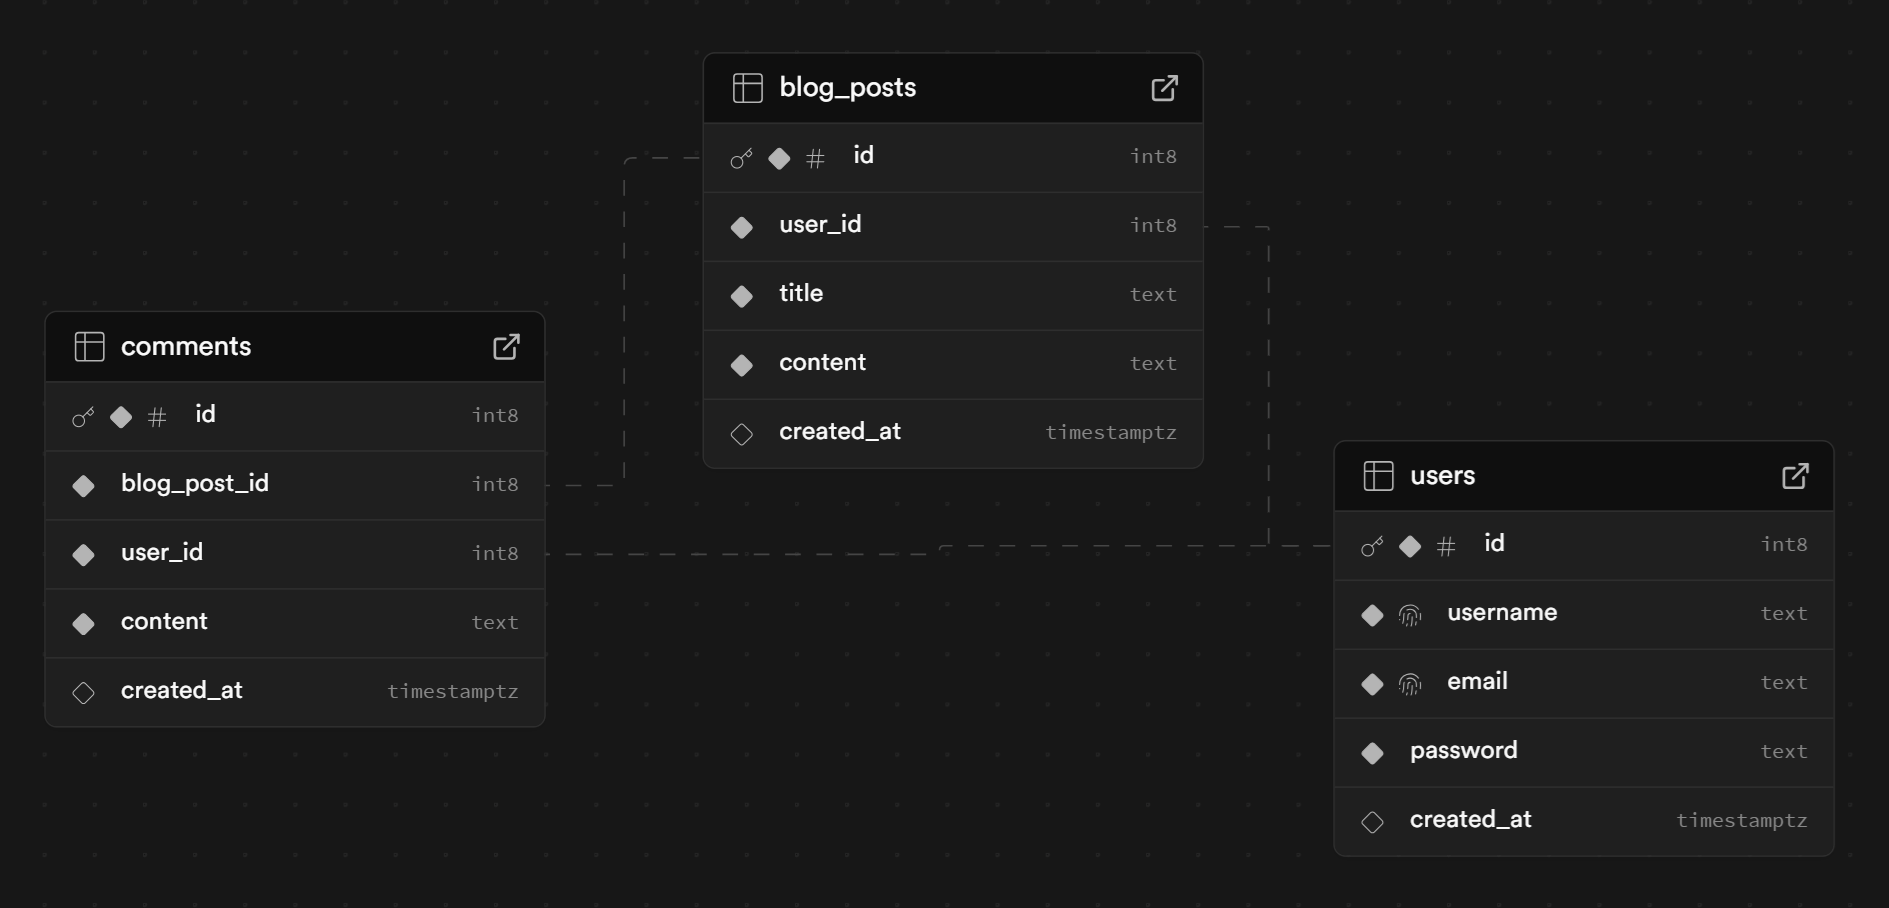 blog_posts
id int8
user_id int8
title text
content text
created_at timestamptz
comments
id int8
blog_post_id int8
user_id int8
content text
created_at timestamptz
users
id int8
username text
email text
password text
created_at timestamptz